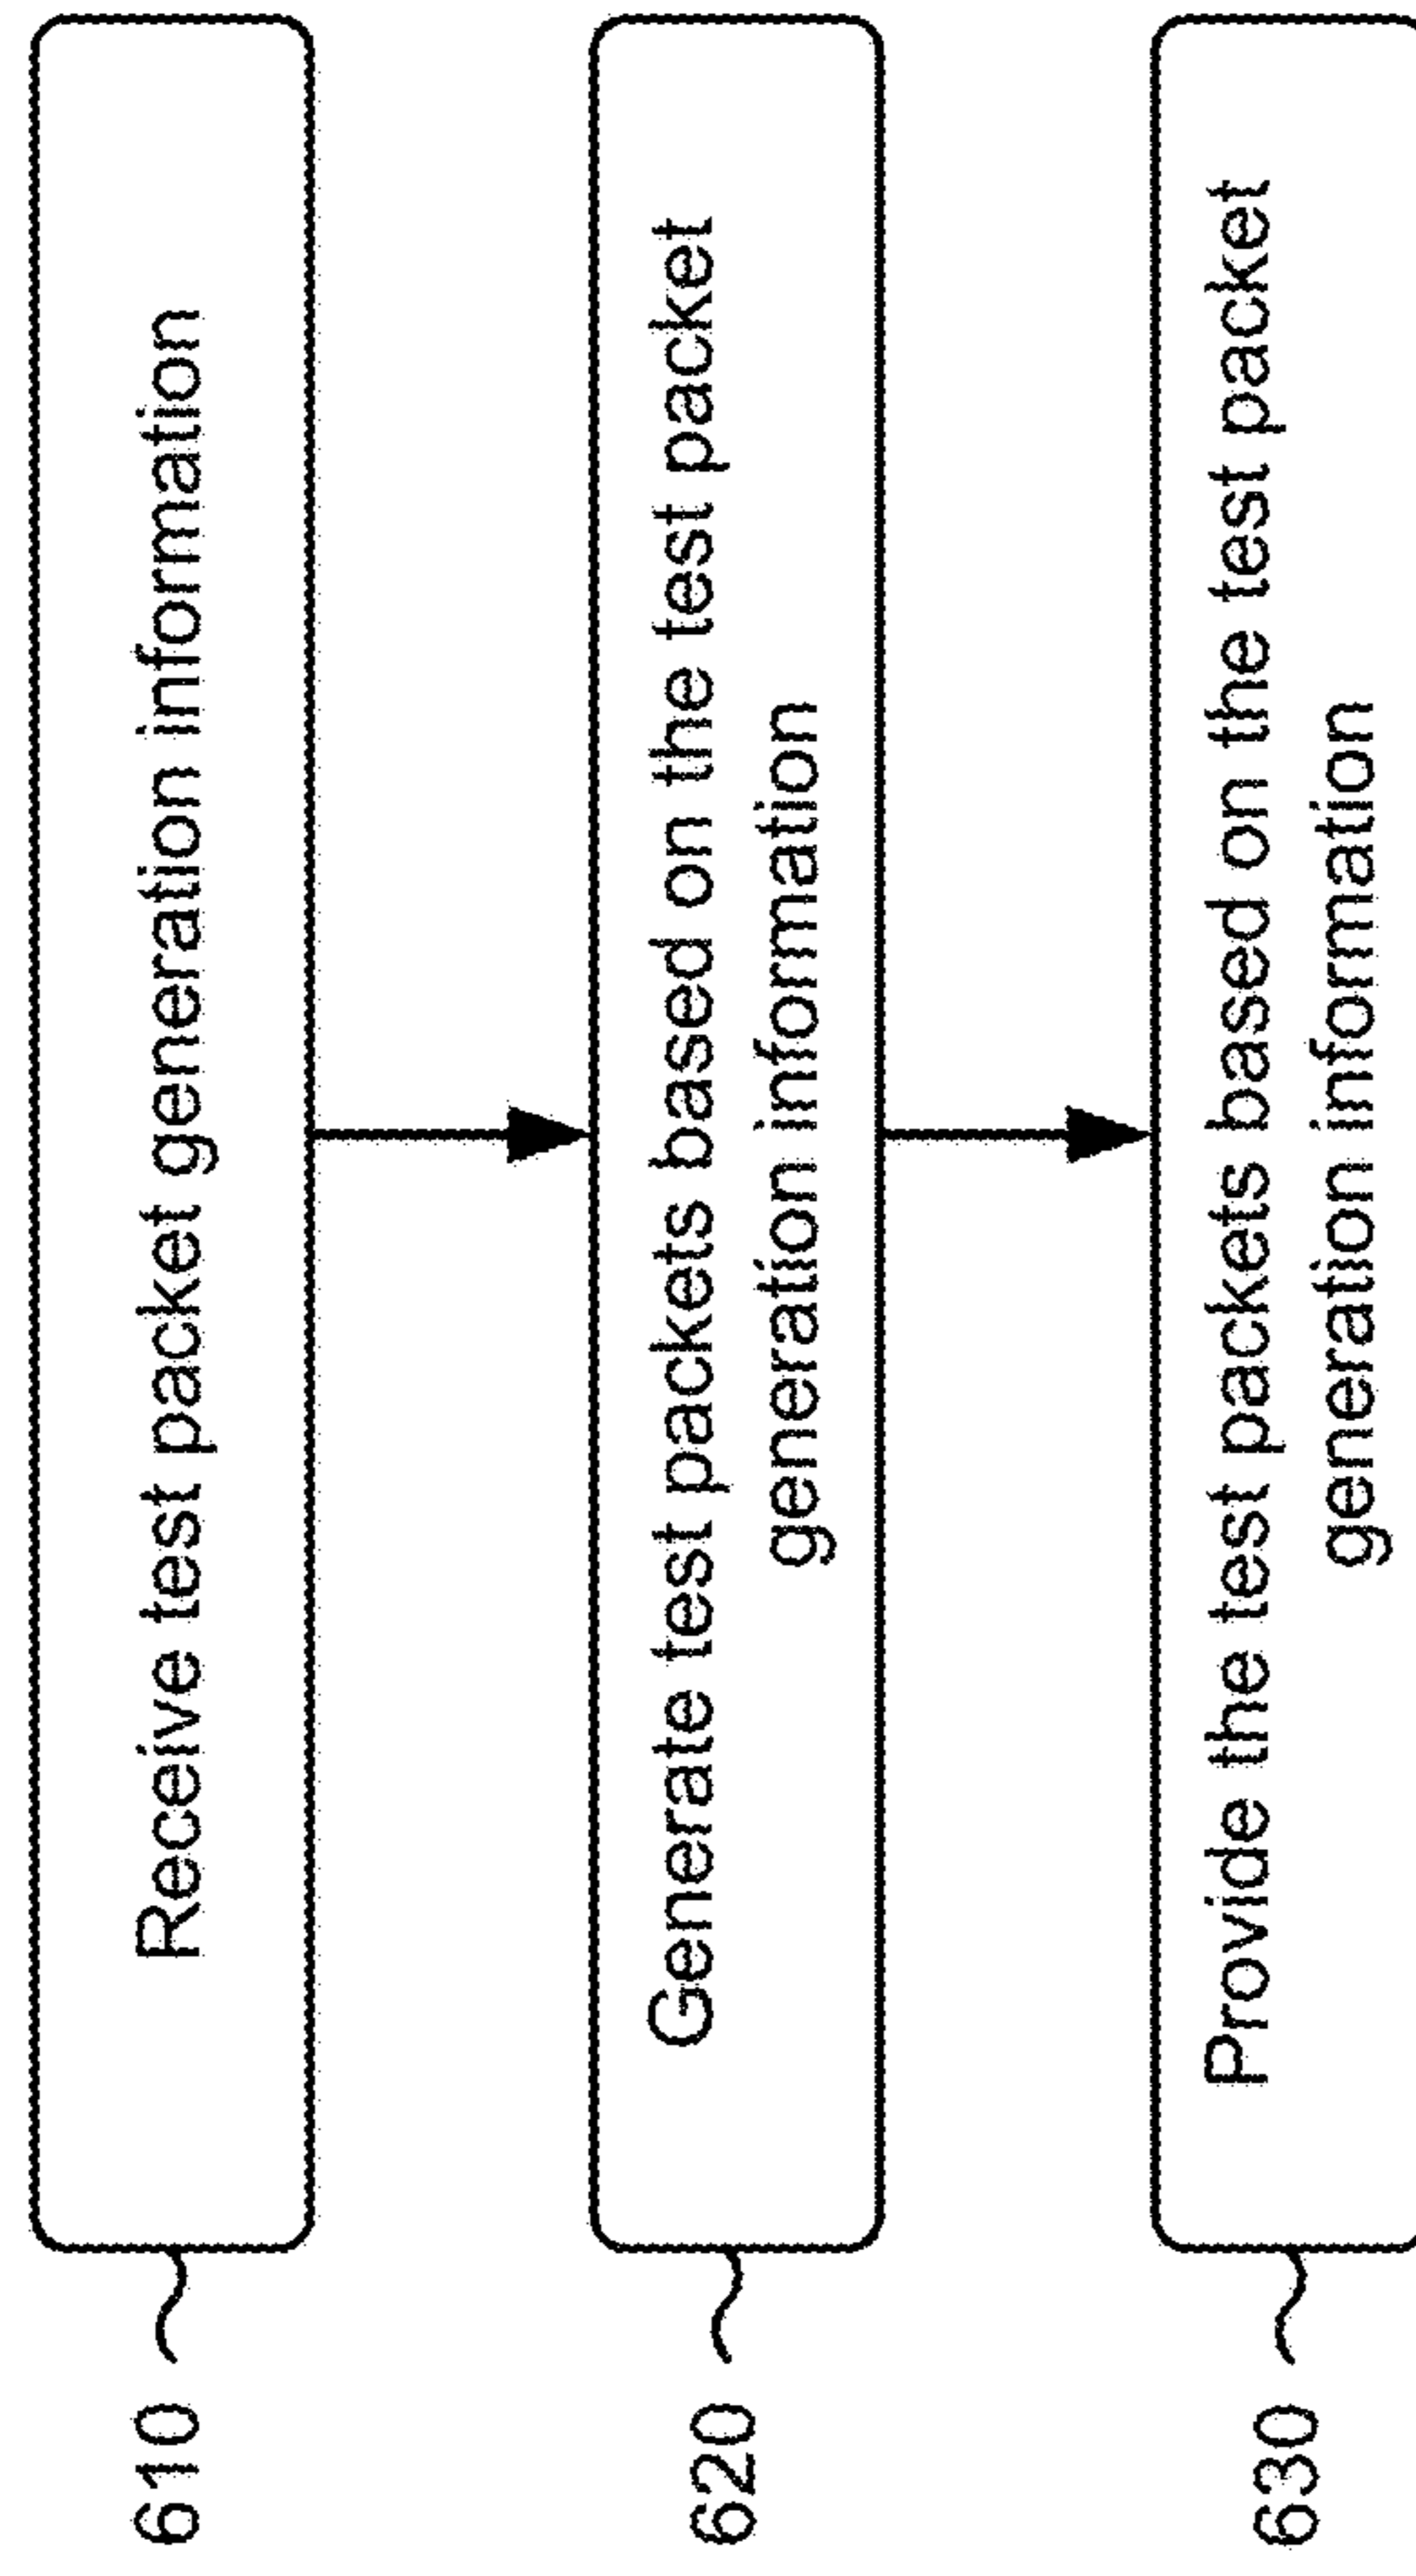 610
Receive test packet generation information
620
Generate test packets based on the test packet
generation information
630
Provide the test packets based on the test packet
generation information